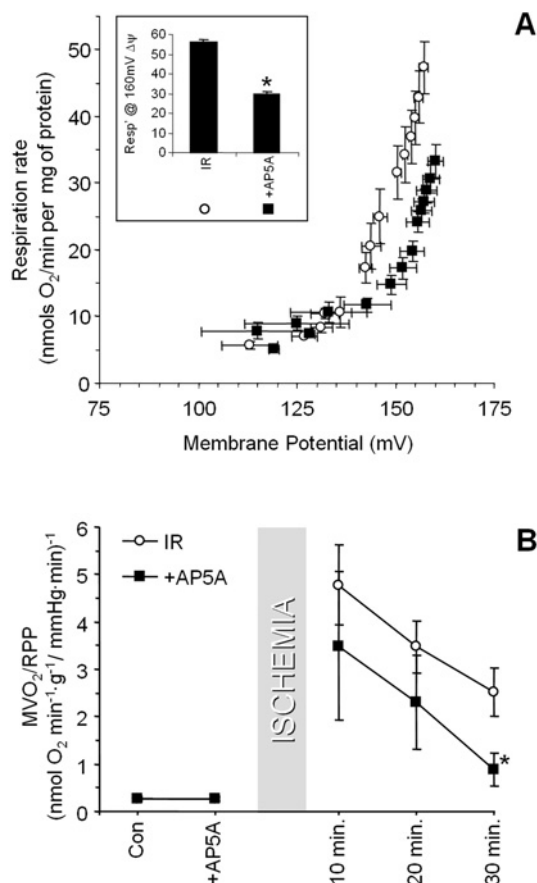 A
Respiration rate
(nmols O₂/min per mg of protein)
50
40
30
20
10
0
Resp' @ 160mV Δψ
60
50
40
30
20
10
0
IR
*
+AP5A
75
100
125
150
175
Membrane Potential (mV)
B
MVO₂/RPP
(nmol O₂ min⁻¹·g⁻¹/ mmHg·min)⁻¹
6
5
4
3
2
1
0
IR
+AP5A
ISCHEMIA
*
Con
+AP5A
10 min.
20 min.
30 min.